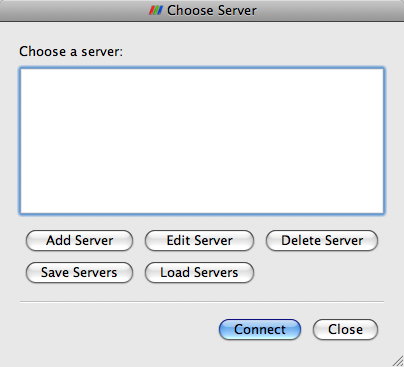 Choose Server
Choose a server:
Add Server Edit Server Delete Server
Save Servers Load Servers
Connect Close